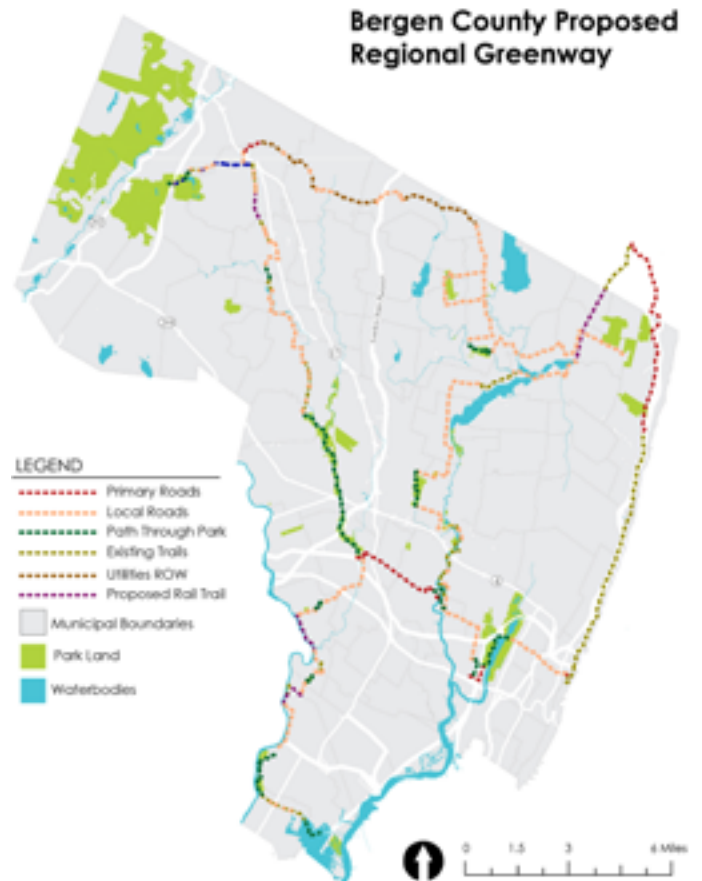 Bergen County Proposed
Regional Greenway
LEGEND
Primary Roads
Local Roads
Path Through Park
Existing Trails
Utilities ROW
Proposed Rail Trail
Municipal Boundaries
Park Land
Waterbodies
0 1.5 3 6 Miles